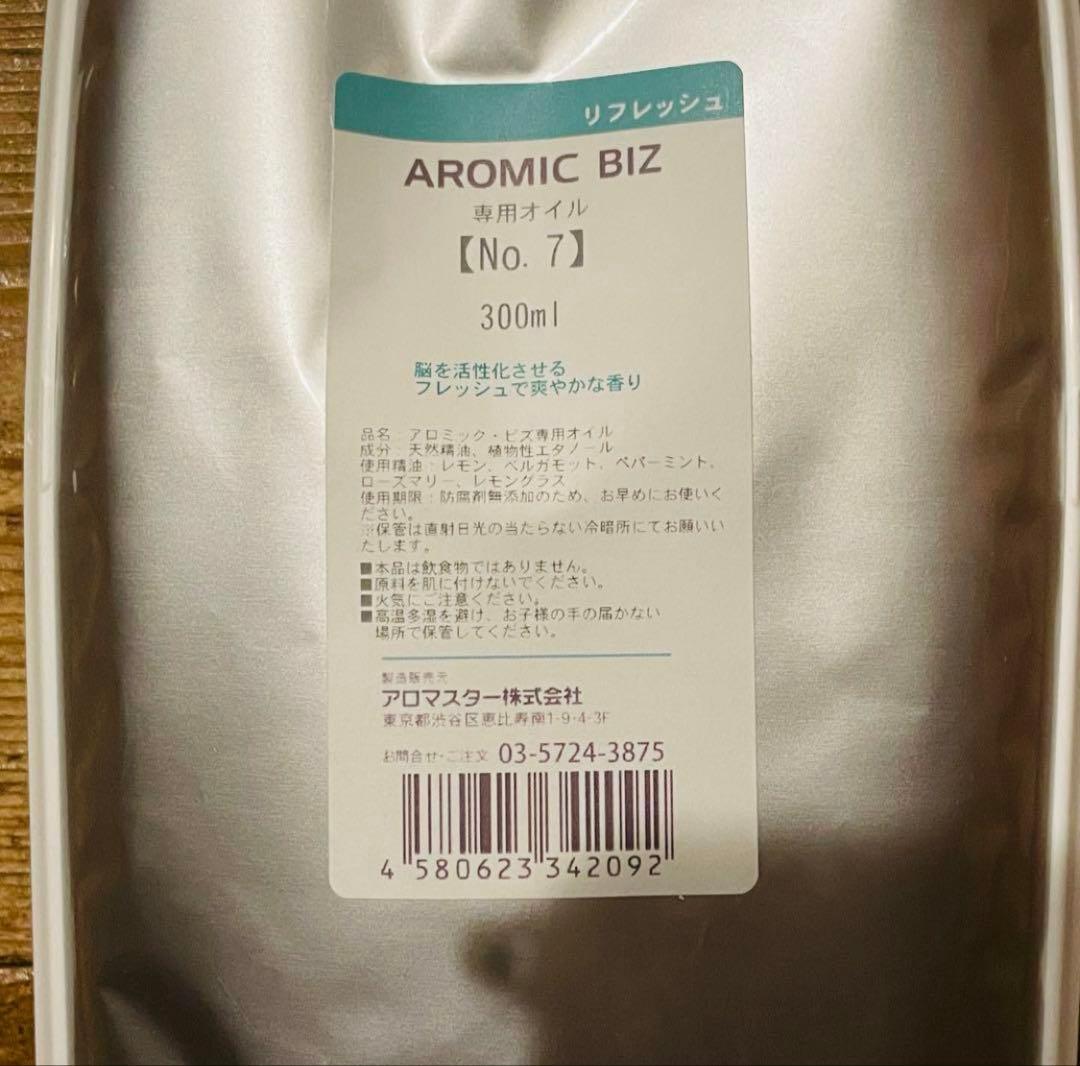 リフレッシュ
AROMIC BIZ
専用オイル
【No. 7】
300ml
脳を活性化させる
フレッシュで爽やかな香り
品名：アロミック・ビズ専用オイル
成分：天然精油、植物性エタノール
使用精油：レモン、ベルガモット、ペパーミント、
ローズマリー、レモングラス
使用期限：防腐剤無添加のため、お早めにお使いく
ださい。
※保管は直射日光の当たらない冷暗所にてお願いい
たします。
■本品は飲食物ではありません。
■原料を肌に付けないでください。
■火気にご注意ください。
■高温多湿を避け、お子様の手の届かない
場所で保管してください。
製造販売元
アロマスター株式会社
東京都渋谷区恵比寿南1-9-4-3F
お問合せ・ご注文 03-5724-3875
4 580623 342092